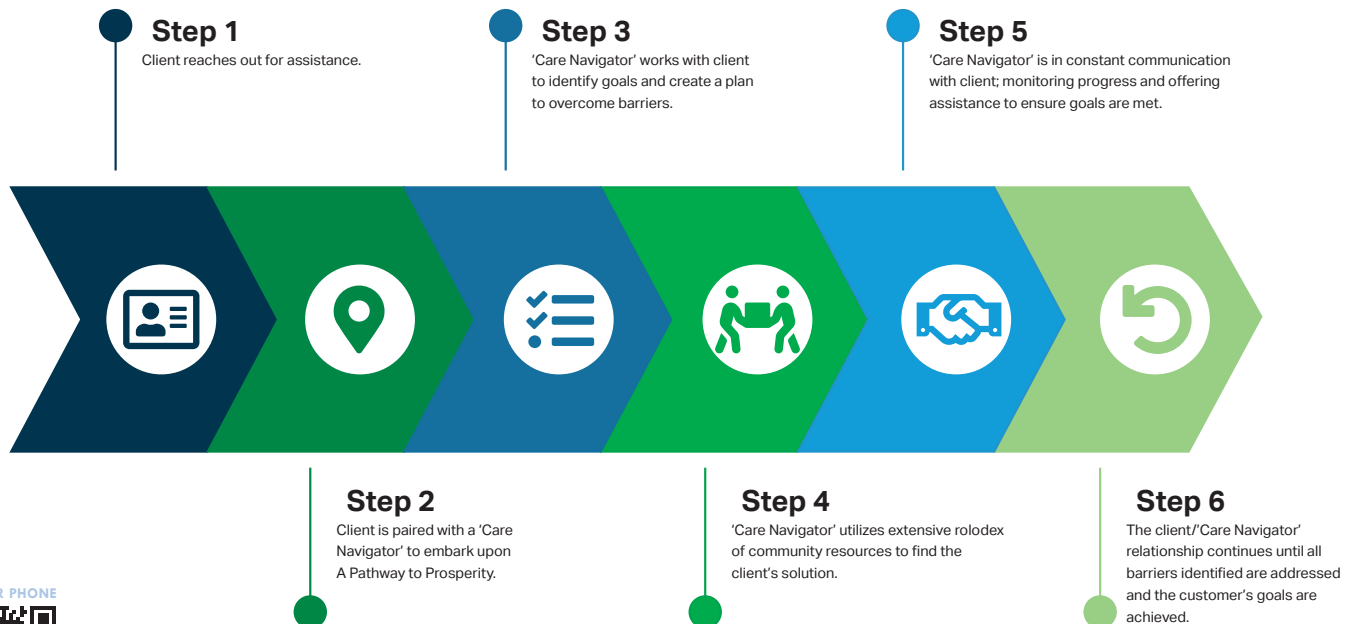 Step 1
Client reaches out for assistance.
Step 3
‘Care Navigator’ works with client
to identify goals and create a plan
to overcome barriers.
Step 5
‘Care Navigator’ is in constant communication
with client; monitoring progress and offering
assistance to ensure goals are met.
Step 2
Client is paired with a ‘Care
Navigator’ to embark upon
A Pathway to Prosperity.
Step 4
‘Care Navigator’ utilizes extensive rolodex
of community resources to find the
client’s solution.
Step 6
The client/‘Care Navigator’
relationship continues until all
barriers identified are addressed
and the customer’s goals are
achieved.
R PHONE